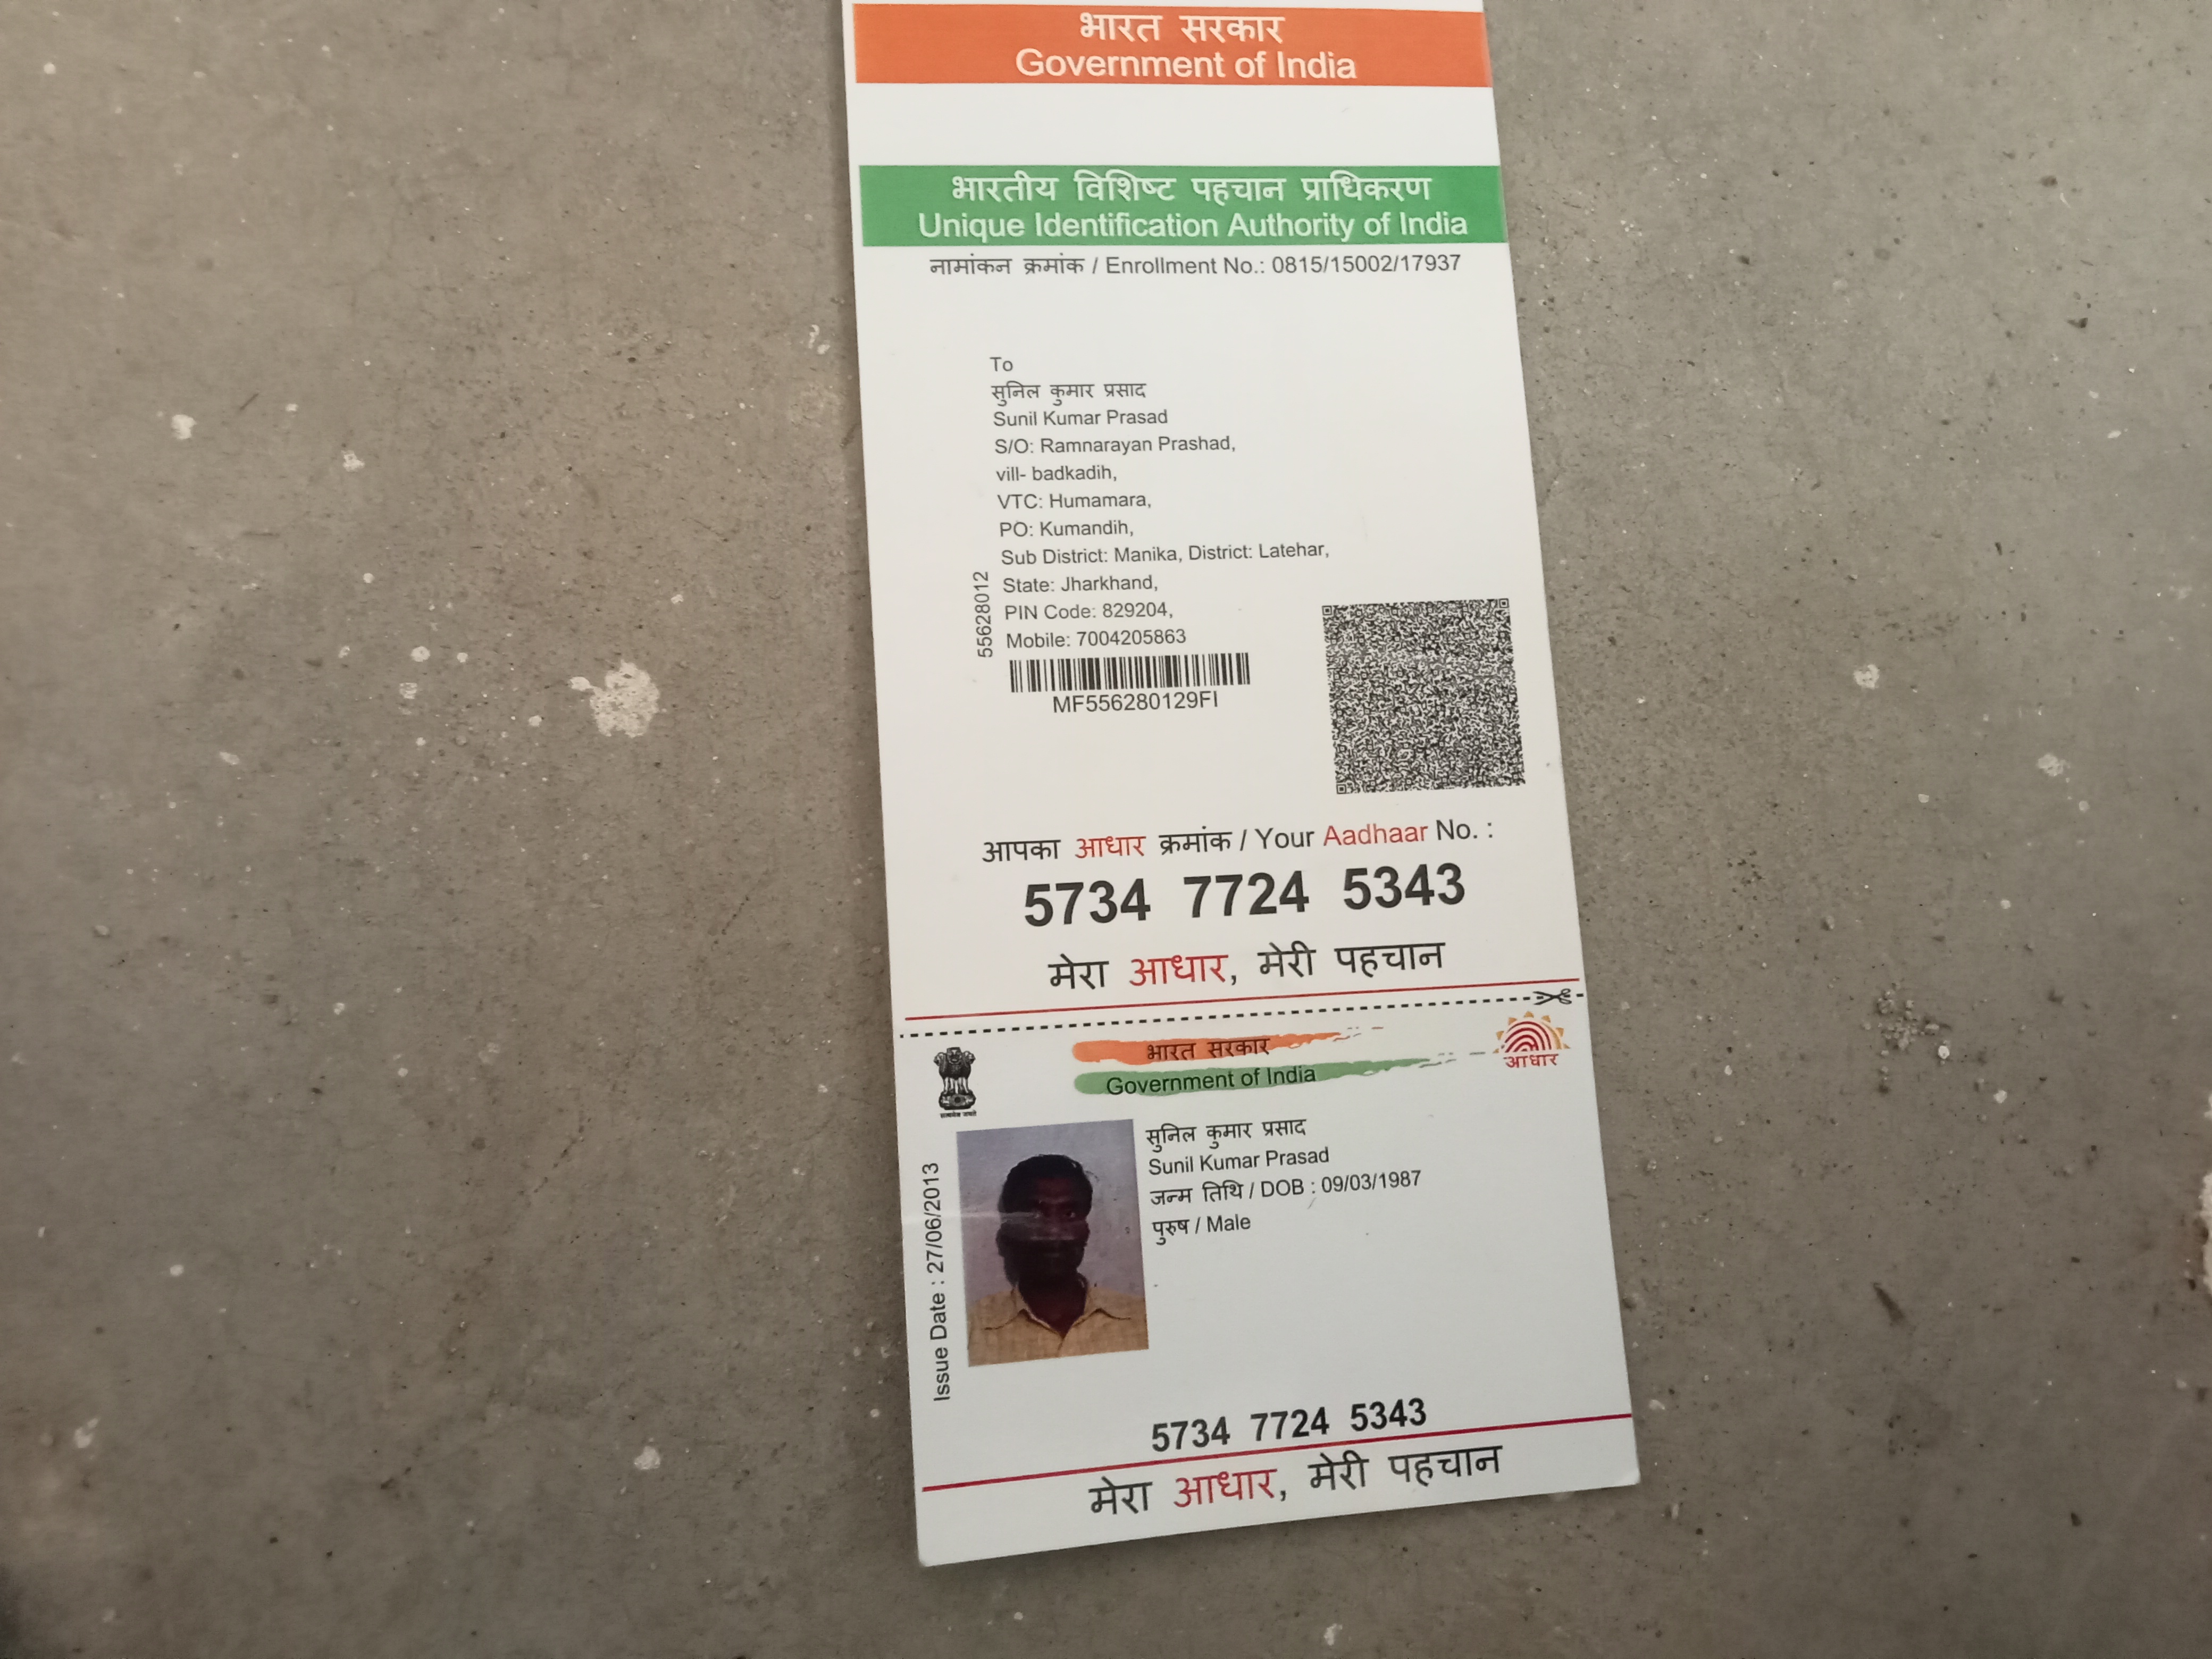 भारत सरकार
Government of India
भारतीय विशिष्ट पहचान प्राधिकरण
Unique Identification Authority of India
नामांकन क्रमांक / Enrollment No.: 0815/15002/17937
To
सुनिल कुमार प्रसाद
Sunil Kumar Prasad
S/O: Ramnarayan Prashad,
vill- badkadih,
VTC: Humamara,
PO: Kumandih,
Sub District: Manika, District: Latehar,
State: Jharkhand,
PIN Code: 829204,
Mobile: 7004205863
55628012
MF556280129FI
आपका आधार क्रमांक / Your Aadhaar No. :
5734 7724 5343
मेरा आधार, मेरी पहचान
भारत सरकार
Government of India
आधार
सत्यमेव जयते
सुनिल कुमार प्रसाद
Sunil Kumar Prasad
जन्म तिथि / DOB : 09/03/1987
पुरुष / Male
Issue Date : 27/06/2013
5734 7724 5343
मेरा आधार, मेरी पहचान